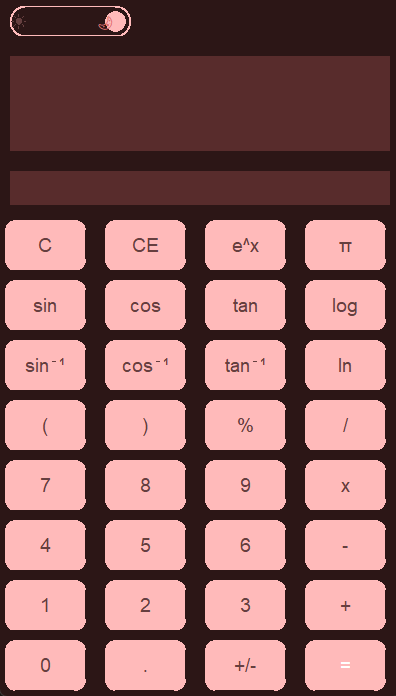 C CE e^x π
sin cos tan log
sin⁻¹ cos⁻¹ tan⁻¹ ln
( ) % /
7 8 9 x
4 5 6 -
1 2 3 +
0 . +/- =